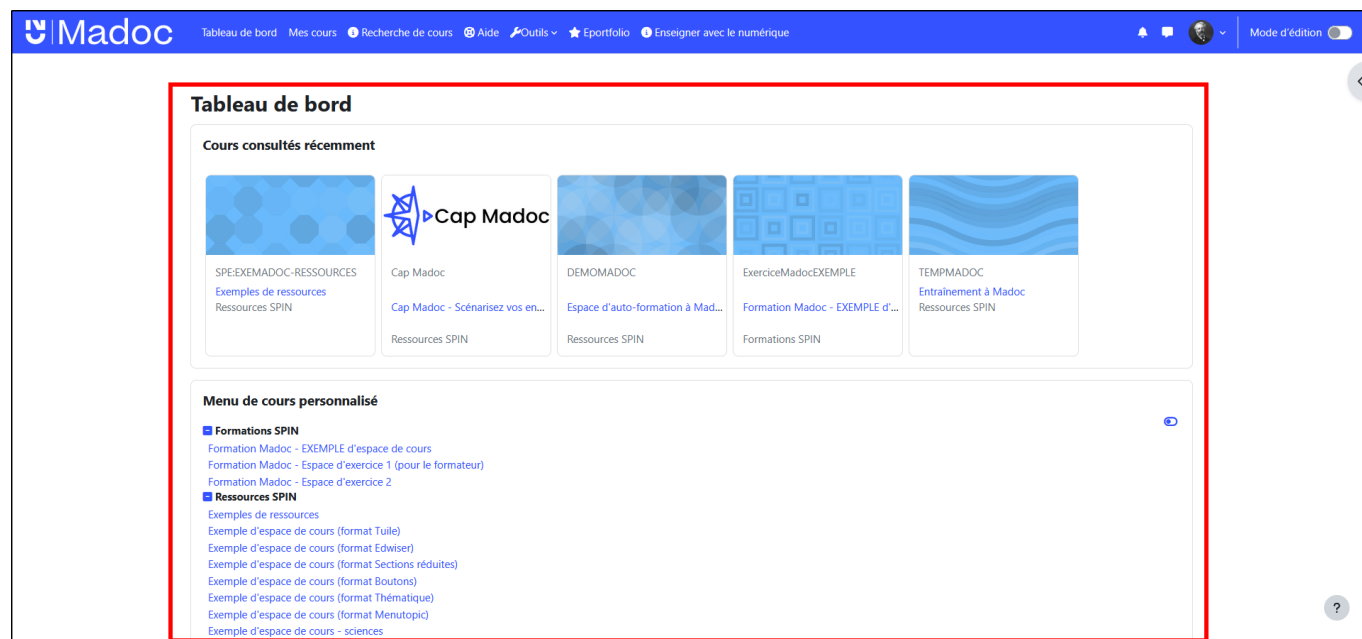 Madoc
Tableau de bord Mes cours Recherche de cours Aide Outils Eportfolio Enseigner avec le numérique Mode d'édition
Tableau de bord
Cours consultés récemment
Cap Madoc
SPE:EXEMADOC-RESSOURCES
Exemples de ressources
Ressources SPIN
Cap Madoc
Cap Madoc - Scénarisez vos en...
Ressources SPIN
DEMOMADOC
Espace d'auto-formation à Mad...
Ressources SPIN
ExerciceMadocEXEMPLE
Formation Madoc - EXEMPLE d'...
Formations SPIN
TEMPMADOC
Entraînement à Madoc
Ressources SPIN
Menu de cours personnalisé
Formations SPIN
Formation Madoc - EXEMPLE d'espace de cours
Formation Madoc - Espace d'exercice 1 (pour le formateur)
Formation Madoc - Espace d'exercice 2
Ressources SPIN
Exemples de ressources
Exemple d'espace de cours (format Tuile)
Exemple d'espace de cours (format Edwiser)
Exemple d'espace de cours (format Sections réduites)
Exemple d'espace de cours (format Boutons)
Exemple d'espace de cours (format Thématique)
Exemple d'espace de cours (format Menutopic)
Exemple d'espace de cours - sciences
?